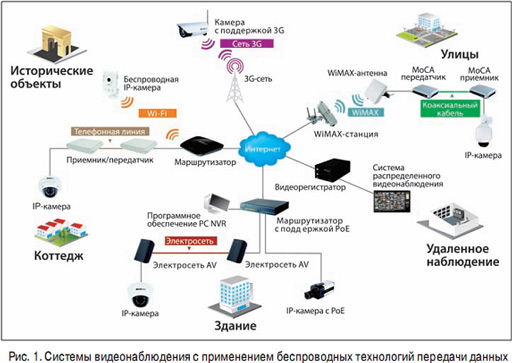 Камера
с поддержкой 3G
Сеть 3G
3G-сеть
Исторические
объекты
Беспроводная
IP-камера
Wi-Fi
Телефонная линия
Приемник/передатчик
Маршрутизатор
Интернет
WiMAX-антенна
WiMAX
WiMAX-станция
Улицы
MoCA
передатчик
MoCA
приемник
Коаксиальный
кабель
IP-камера
Видеорегистратор
Система
распределенного
видеонаблюдения
IP-камера
Коттедж
Программное
обеспечение PC NVR
Маршрутизатор
с подд ержкой PoE
Удаленное
наблюдение
Электросеть
Электросеть AV
Электросеть AV
IP-камера
Здание
IP-камера с PoE
Рис. 1. Системы видеонаблюдения с применением беспроводных технологий передачи данных